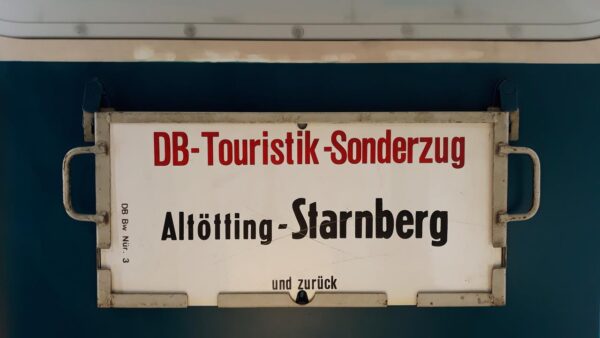 DB-Touristik-Sonderzug
Altötting-Starnberg
und zurück
DB Bw Nür. 3